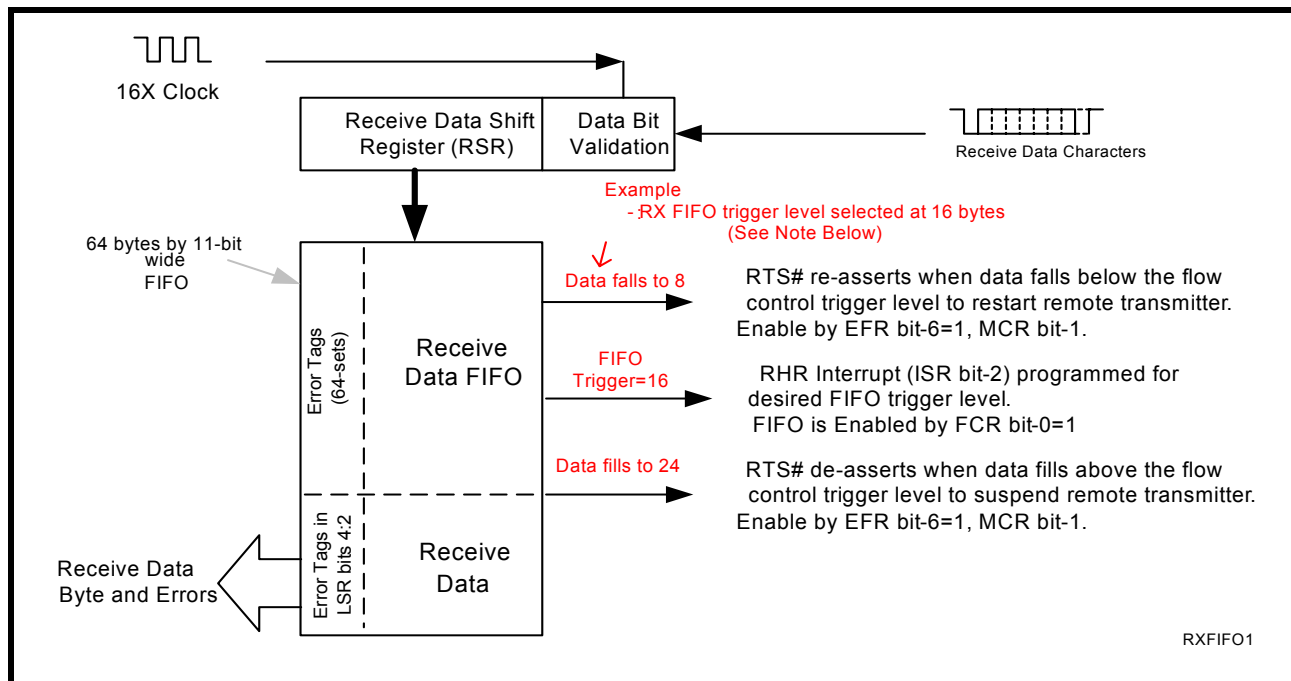 16X Clock
Receive Data Shift
Register (RSR)
Data Bit
Validation
Receive Data Characters
Example
- :RX FIFO trigger level selected at 16 bytes
(See Note Below)
64 bytes by 11-bit
wide
FIFO
Data falls to 8
RTS# re-asserts when data falls below the flow
control trigger level to restart remote transmitter.
Enable by EFR bit-6=1, MCR bit-1.
Error Tags
(64-sets)
Receive
Data FIFO
FIFO
Trigger=16
RHR Interrupt (ISR bit-2) programmed for
desired FIFO trigger level.
FIFO is Enabled by FCR bit-0=1
Data fills to 24
RTS# de-asserts when data fills above the flow
control trigger level to suspend remote transmitter.
Enable by EFR bit-6=1, MCR bit-1.
Error Tags in
LSR bits 4:2
Receive
Data
Receive Data
Byte and Errors
RXFIFO1